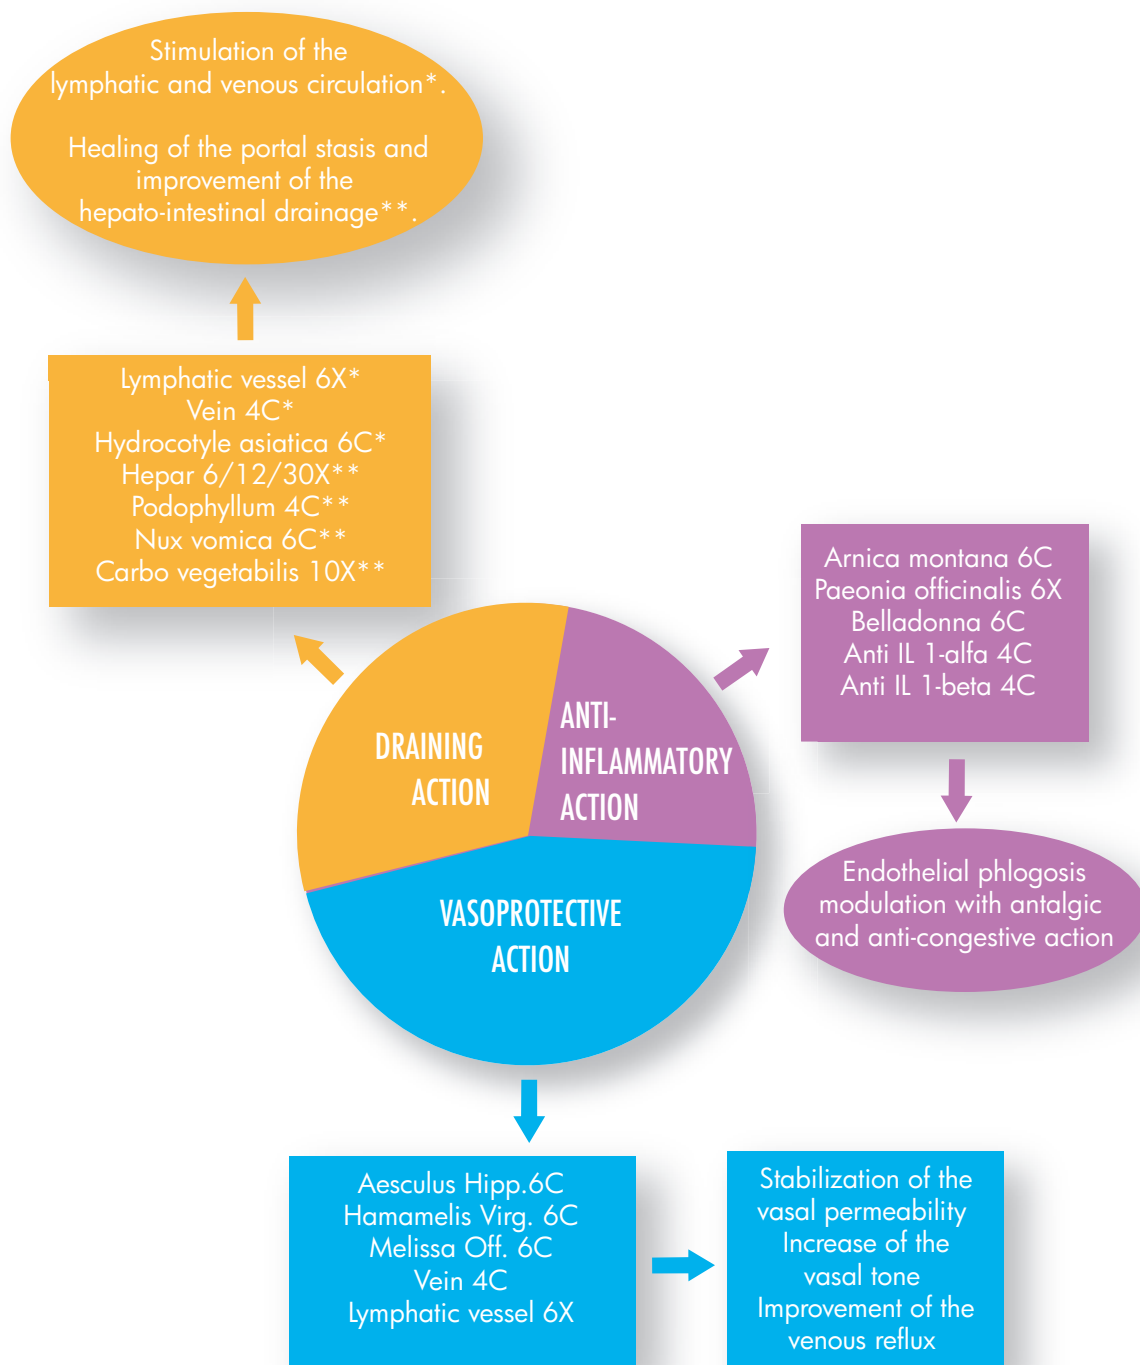 Stimulation of the
lymphatic and venous circulation*.
Healing of the portal stasis and
improvement of the
hepato-intestinal drainage**.
Lymphatic vessel 6X*
Vein 4C*
Hydrocotyle asiatica 6C*
Hepar 6/12/30X**
Podophyllum 4C**
Nux vomica 6C**
Carbo vegetabilis 10X**
Arnica montana 6C
Paeonia officinalis 6X
Belladonna 6C
Anti IL 1-alfa 4C
Anti IL 1-beta 4C
DRAINING
ACTION
ANTI-
INFLAMMATORY
ACTION
VASOPROTECTIVE
ACTION
Endothelial phlogosis
modulation with antalgic
and anti-congestive action
Aesculus Hipp.6C
Hamamelis Virg. 6C
Melissa Off. 6C
Vein 4C
Lymphatic vessel 6X
Stabilization of the
vasal permeability
Increase of the
vasal tone
Improvement of the
venous reflux